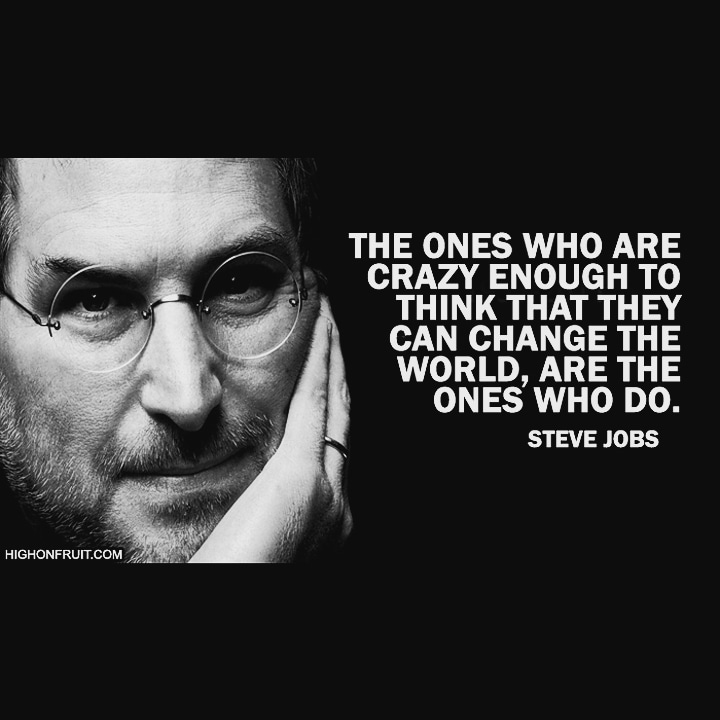 THE ONES WHO ARE
CRAZY ENOUGH TO
THINK THAT THEY
CAN CHANGE THE
WORLD, ARE THE
ONES WHO DO.
STEVE JOBS
HIGHONFRUIT.COM